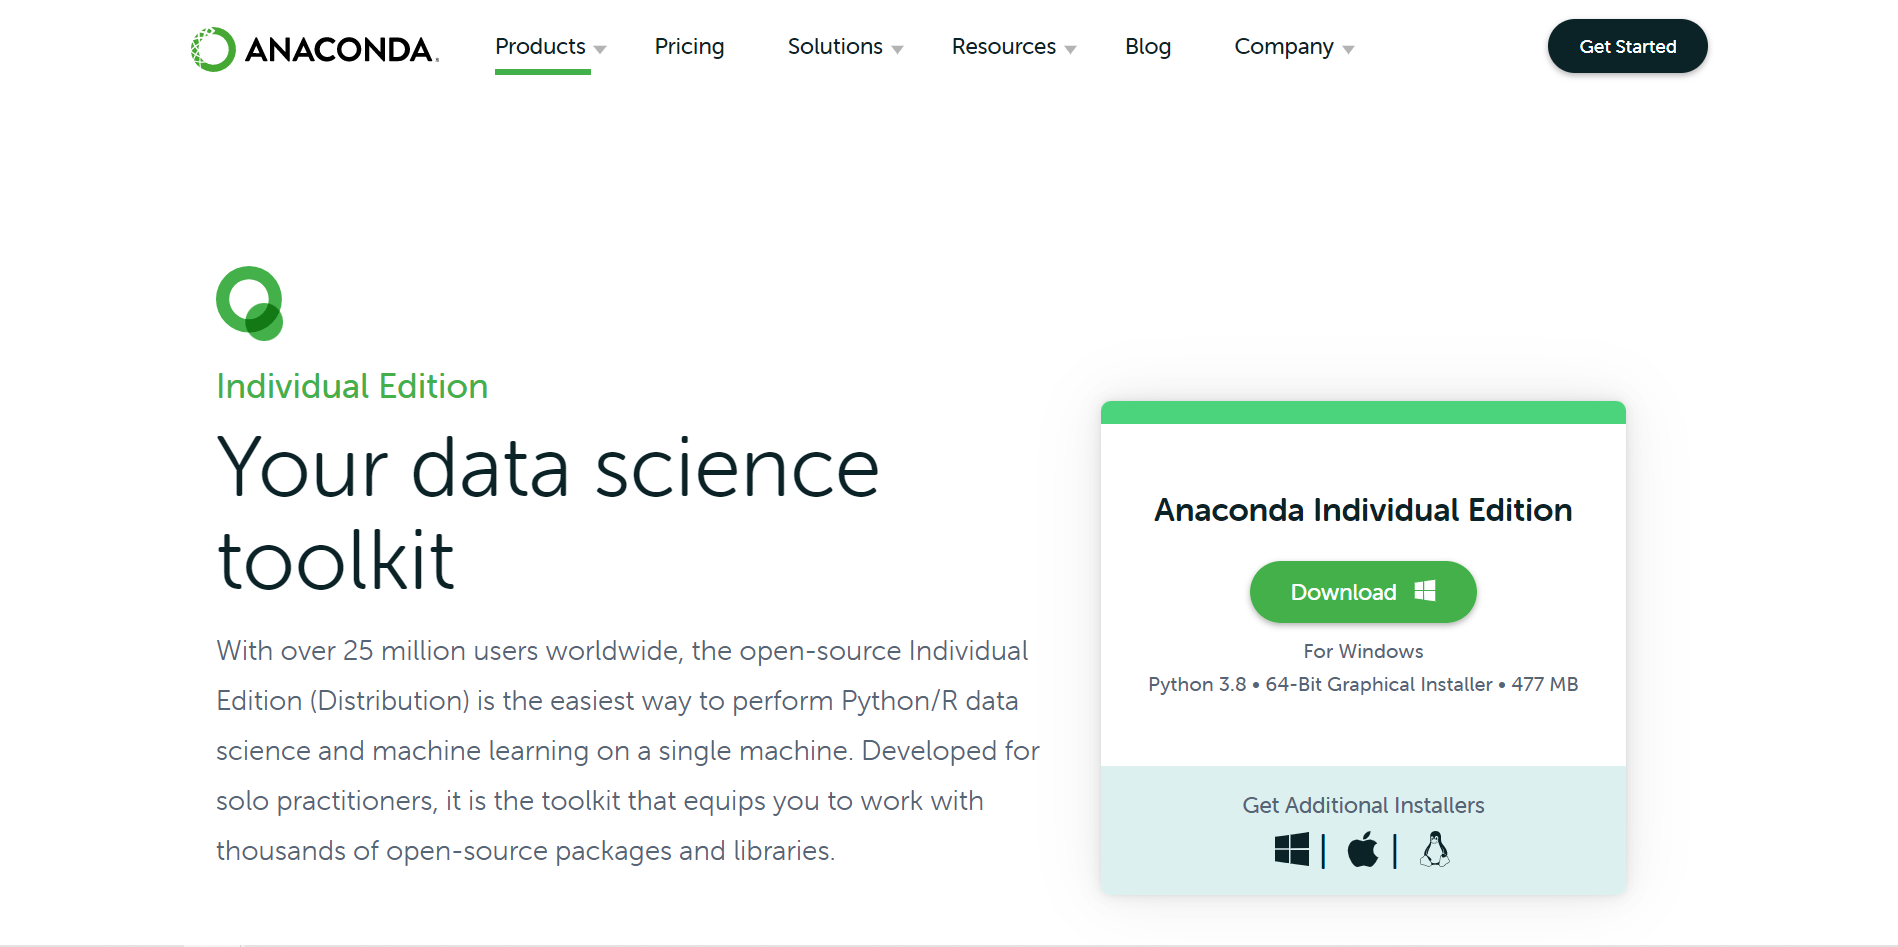 ANACONDA.
Products
Pricing
Solutions
Resources
Blog
Company
Get Started
Individual Edition
Your data science
toolkit
With over 25 million users worldwide, the open-source Individual
Edition (Distribution) is the easiest way to perform Python/R data
science and machine learning on a single machine. Developed for
solo practitioners, it is the toolkit that equips you to work with
thousands of open-source packages and libraries.
Anaconda Individual Edition
Download
For Windows
Python 3.8 • 64-Bit Graphical Installer • 477 MB
Get Additional Installers